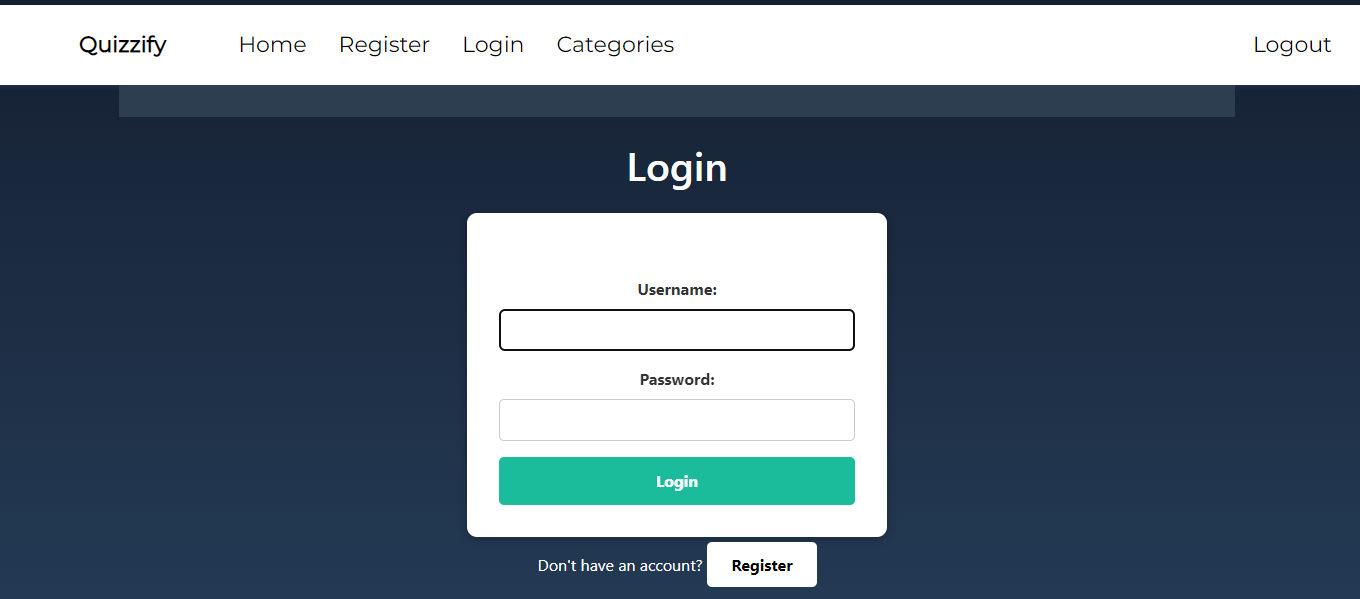 Quizzify Home Register Login Categories Logout
Login
Username:
Password:
Login
Don't have an account? Register